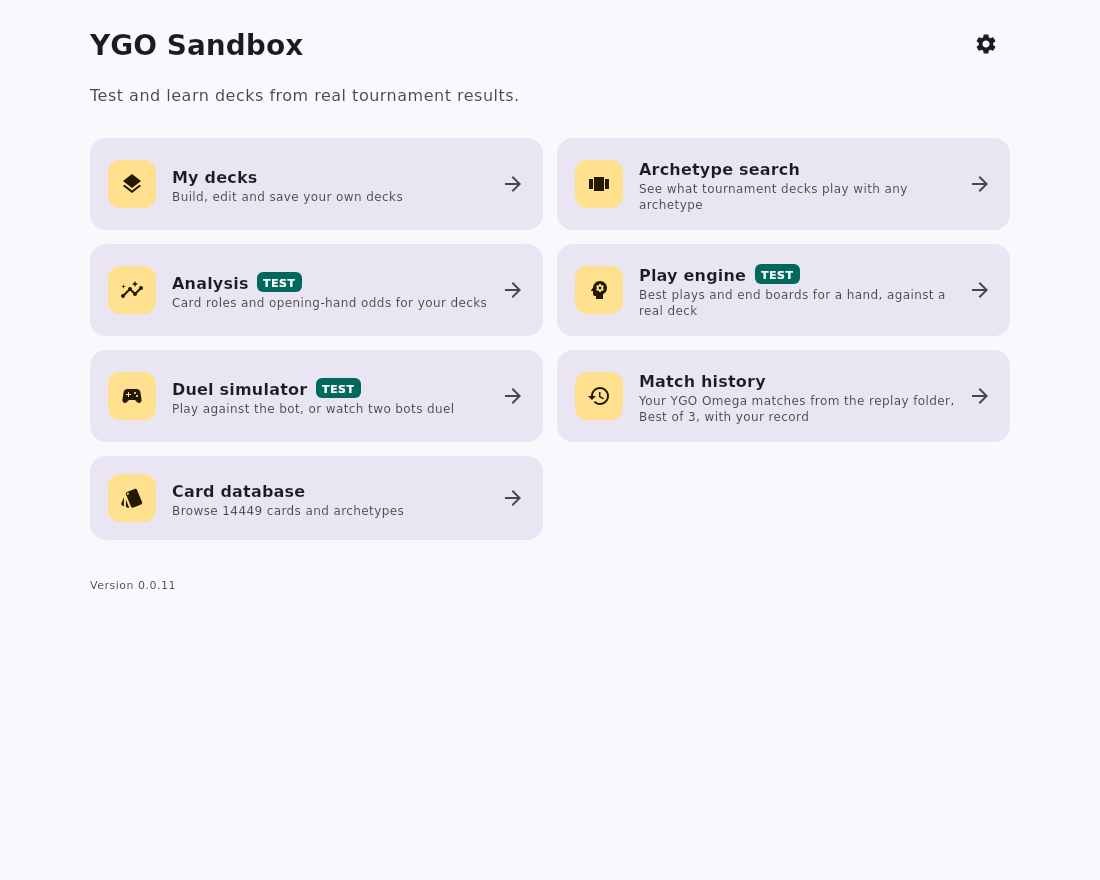 YGO Sandbox
Test and learn decks from real tournament results.
My decks
Build, edit and save your own decks
Archetype search
See what tournament decks play with any
archetype
Analysis TEST
Card roles and opening-hand odds for your decks
Play engine TEST
Best plays and end boards for a hand, against a
real deck
Duel simulator TEST
Play against the bot, or watch two bots duel
Match history
Your YGO Omega matches from the replay folder,
Best of 3, with your record
Card database
Browse 14449 cards and archetypes
Version 0.0.11